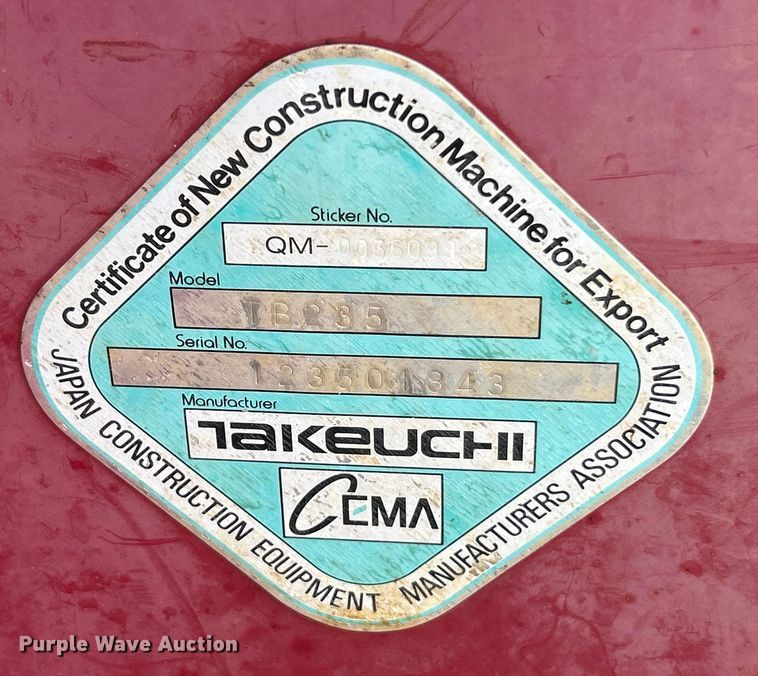 Certificate of New Construction Machine for Export
Sticker No.
QM-
Model
TB235
Serial No.
123501843
Manufacturer
TAKEUCHI
CEMA
JAPAN CONSTRUCTION EQUIPMENT MANUFACTURERS ASSOCIATION
Purple Wave Auction